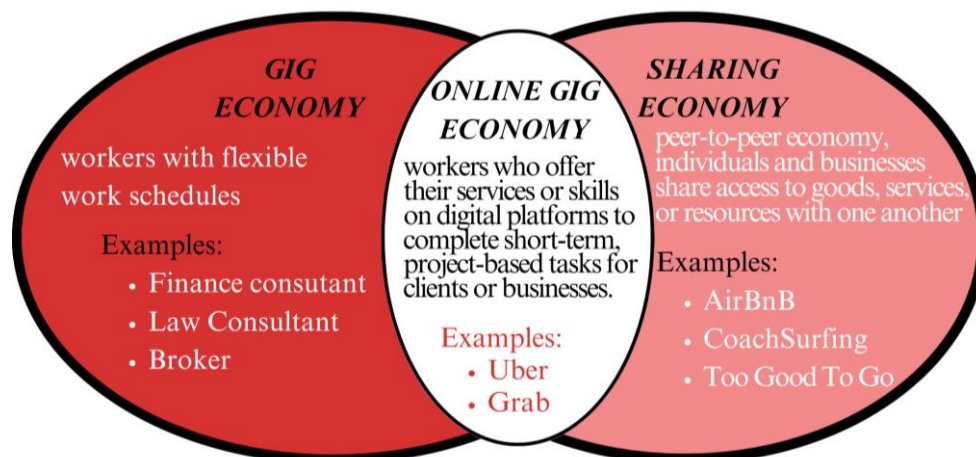 GIG
ECONOMY
workers with flexible
work schedules
Examples:
• Finance consutant
• Law Consultant
• Broker
ONLINE GIG
ECONOMY
workers who offer
their services or skills
on digital platforms to
complete short-term,
project-based tasks for
clients or businesses.
Examples:
• Uber
• Grab
SHARING
ECONOMY
peer-to-peer economy,
individuals and businesses
share access to goods, services,
or resources with one another
Examples:
• AirBnB
• CoachSurfing
• Too Good To Go